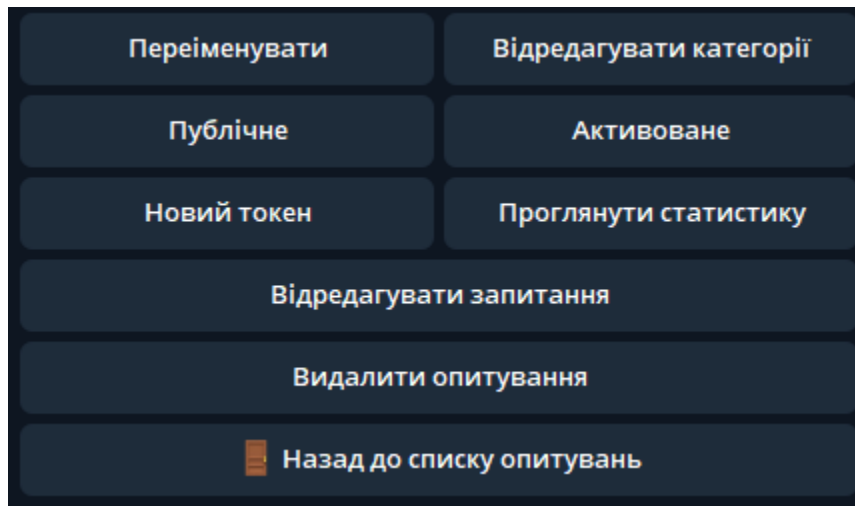 Переіменувати
Відредагувати категорії
Публічне
Активоване
Новий токен
Проглянути статистику
Відредагувати запитання
Видалити опитування
Назад до списку опитувань